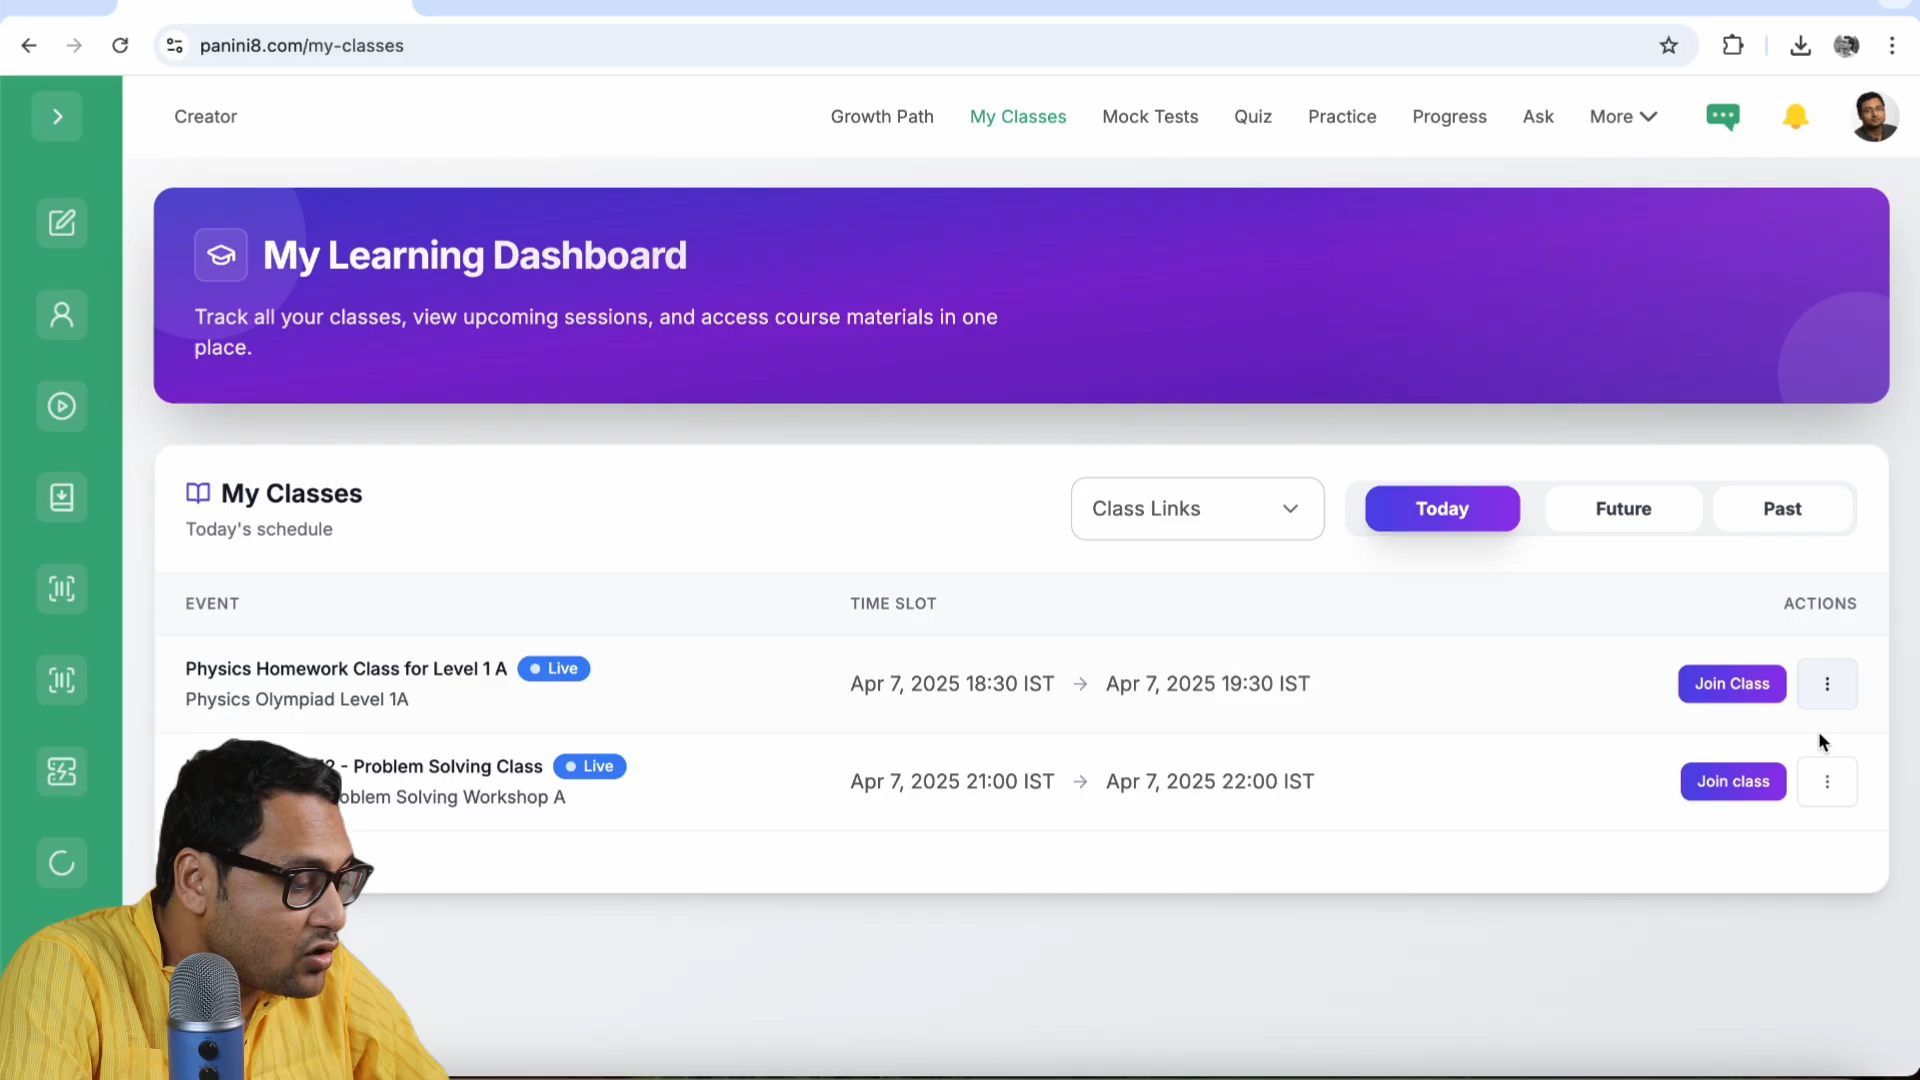 panini8.com/my-classes
Creator
Growth Path
My Classes
Mock Tests
Quiz
Practice
Progress
Ask
More
My Learning Dashboard
Track all your classes, view upcoming sessions, and access course materials in one
place.
My Classes
Today's schedule
Class Links
Today
Future
Past
EVENT
TIME SLOT
ACTIONS
Physics Homework Class for Level 1 A
Live
Physics Olympiad Level 1A
Apr 7, 2025 18:30 IST → Apr 7, 2025 19:30 IST
Join Class
- Problem Solving Class
Live
Solving Workshop A
Apr 7, 2025 21:00 IST → Apr 7, 2025 22:00 IST
Join class